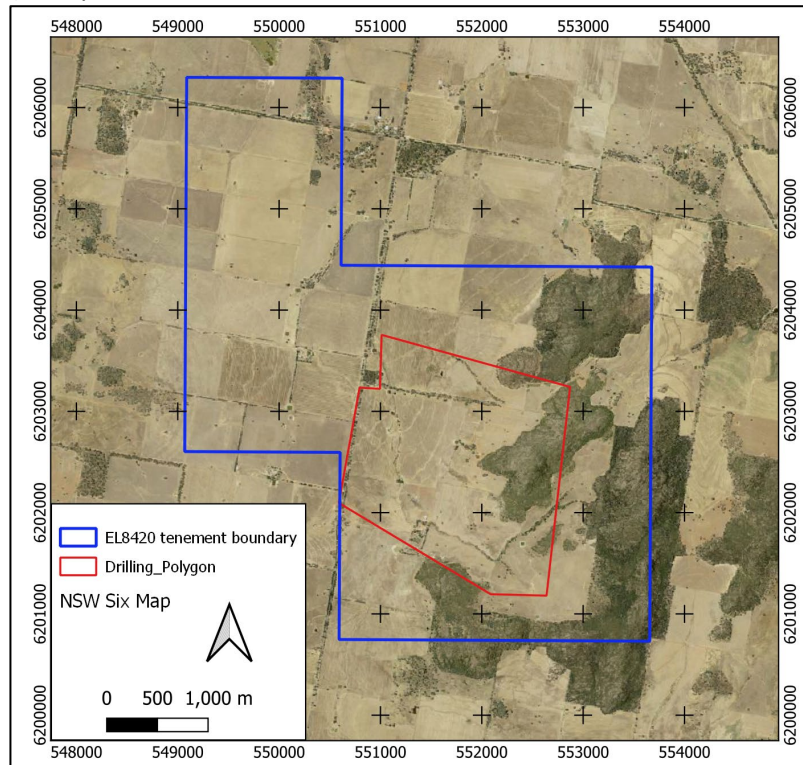 548000 549000 550000 551000 552000 553000 554000
6206000 6206000
6205000 6205000
6204000 6204000
6203000 6203000
6202000 6202000
6201000 6201000
6200000 6200000
EL8420 tenement boundary
Drilling_Polygon
NSW Six Map
0 500 1,000 m
548000 549000 550000 551000 552000 553000 554000